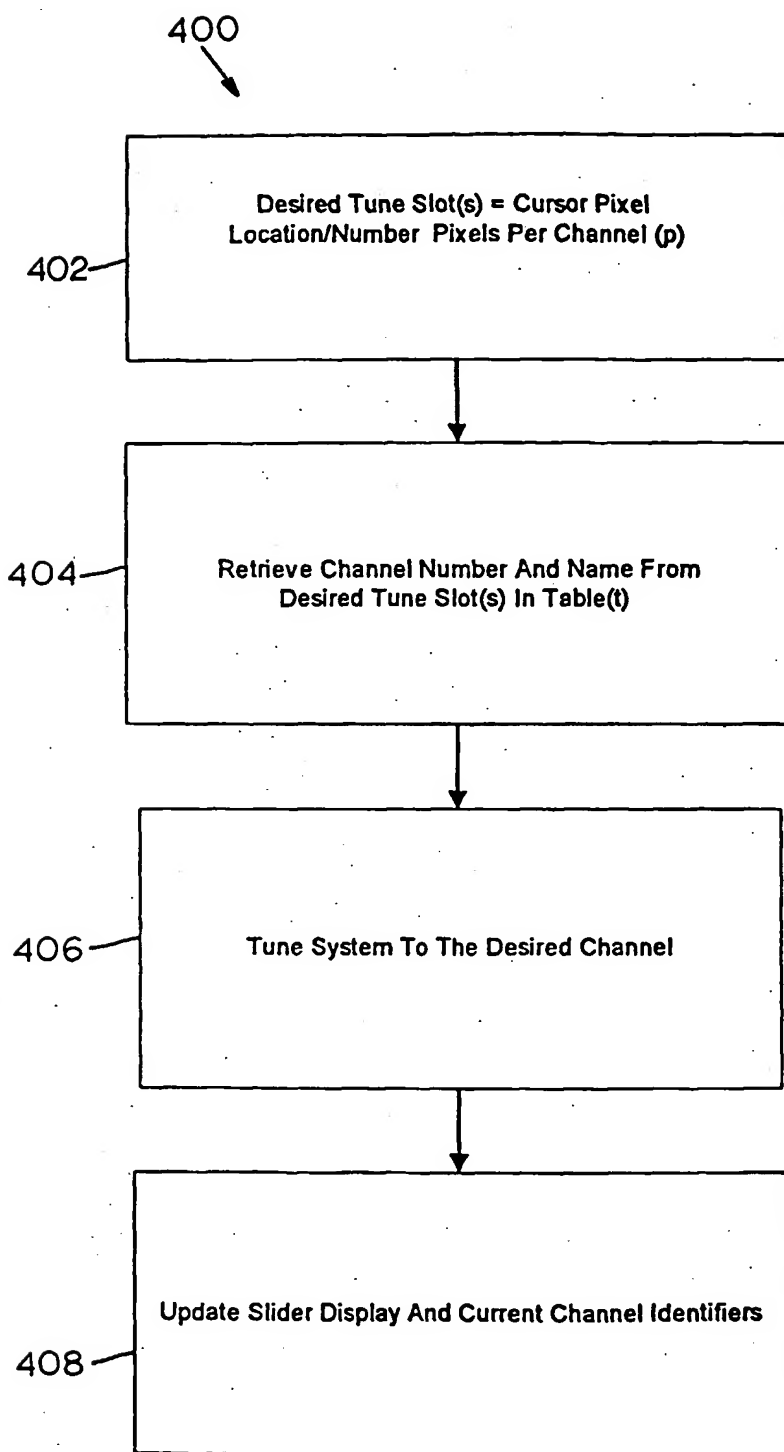 400
Desired Tune Slot(s) = Cursor Pixel
Location/Number Pixels Per Channel (p)
402
Retrieve Channel Number And Name From
Desired Tune Slot(s) In Table(t)
404
Tune System To The Desired Channel
406
Update Slider Display And Current Channel Identifiers
408